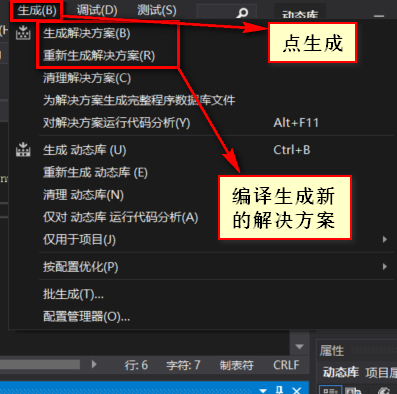 生成(B) 调试(D) 测试(S) 动态库
生成解决方案(B)
点生成
重新生成解决方案(R)
清理解决方案(C)
为解决方案生成完整程序数据库文件
对解决方案运行代码分析(Y) Alt+F11
生成 动态库 (U) Ctrl+B
重新生成 动态库 (E)
清理 动态库(N)
仅对 动态库 运行代码分析(A)
仅用于项目(J)
编译生成新
的解决方案
按配置优化(P)
批生成(T)...
配置管理器(O)...
行: 6 字符: 7 制表符 CRLF
属性
动态库 项目属